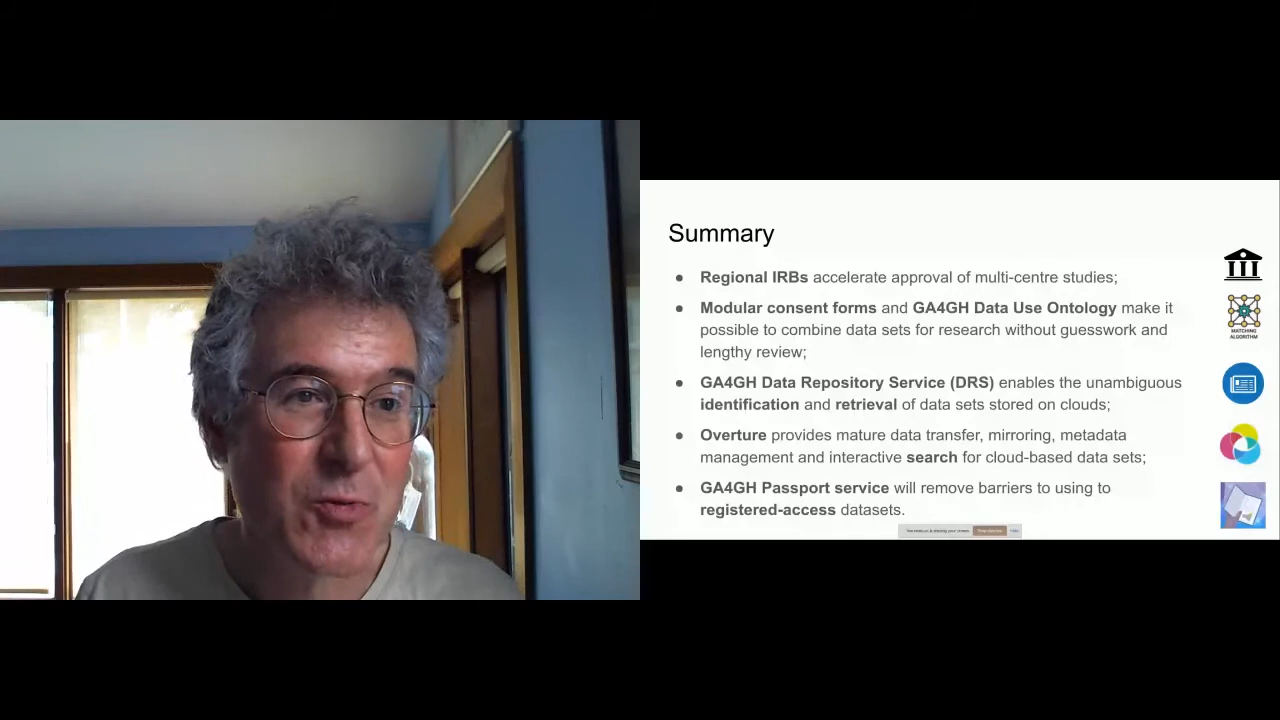 Summary
● Regional IRBs accelerate approval of multi-centre studies;
● Modular consent forms and GA4GH Data Use Ontology make it
possible to combine data sets for research without guesswork and
lengthy review;
● GA4GH Data Repository Service (DRS) enables the unambiguous
identification and retrieval of data sets stored on clouds;
● Overture provides mature data transfer, mirroring, metadata
management and interactive search for cloud-based data sets;
● GA4GH Passport service will remove barriers to using to
registered-access datasets.
MATCHING
ALGORITHM